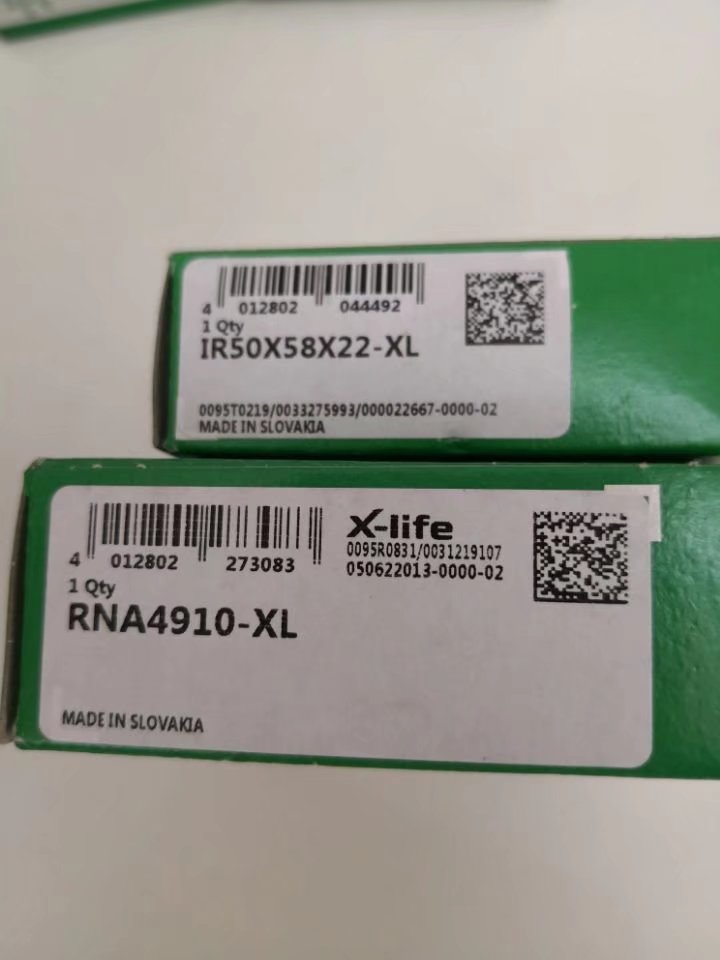 4 012802 044492
1 Qty
IR50X58X22-XL
0095T0219/0033275993/000022667-0000-02
MADE IN SLOVAKIA
4 012802 273083
X-life
0095R0831/0031219107
050622013-0000-02
1 Qty
RNA4910-XL
MADE IN SLOVAKIA